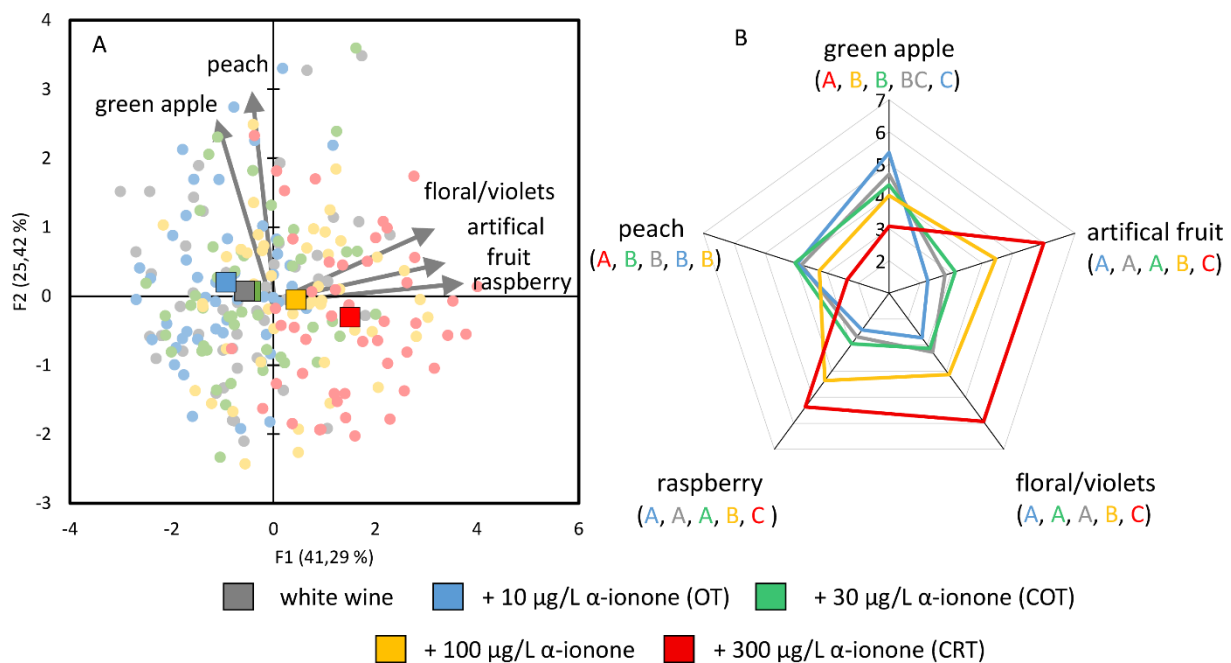 A
4
3
2
1
0
-1
-2
-3
-4
-2
0
2
4
6
F2 (25,42 %)
F1 (41,29 %)
peach
green apple
floral/violets
artifical
fruit
raspberry
B
green apple
(A, B, B, BC, C)
7
6
5
4
3
2
peach
(A, B, B, B, B)
artifical fruit
(A, A, A, B, C)
raspberry
(A, A, A, B, C )
floral/violets
(A, A, A, B, C)
white wine
+ 10 µg/L α-ionone (OT)
+ 30 µg/L α-ionone (COT)
+ 100 µg/L α-ionone
+ 300 µg/L α-ionone (CRT)